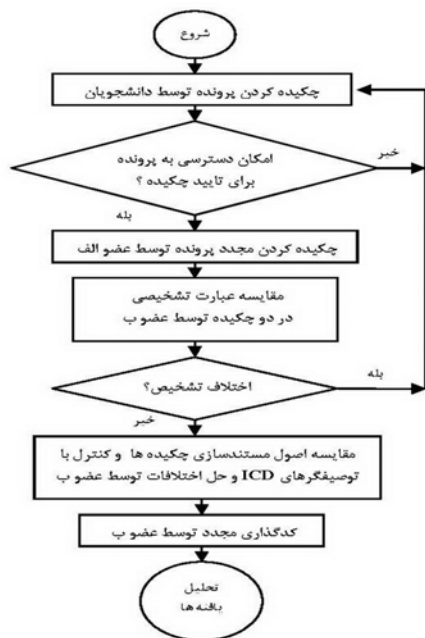 شروع
چکیده کردن پرونده توسط دانشجویان
امکان دسترسی به پرونده
برای تایید چکیده ؟
خیر
بله
چکیده کردن مجدد پرونده توسط عضو الف
مقایسه عبارت تشخیصی
در دو چکیده توسط عضو ب
اختلاف تشخیص؟
بله
خیر
مقایسه اصول مستندسازی چکیده ها و کنترل با
توصیفگرهای ICD و حل اختلافات توسط عضو ب
کدگذاری مجدد توسط عضو ب
تحلیل
یافته ها